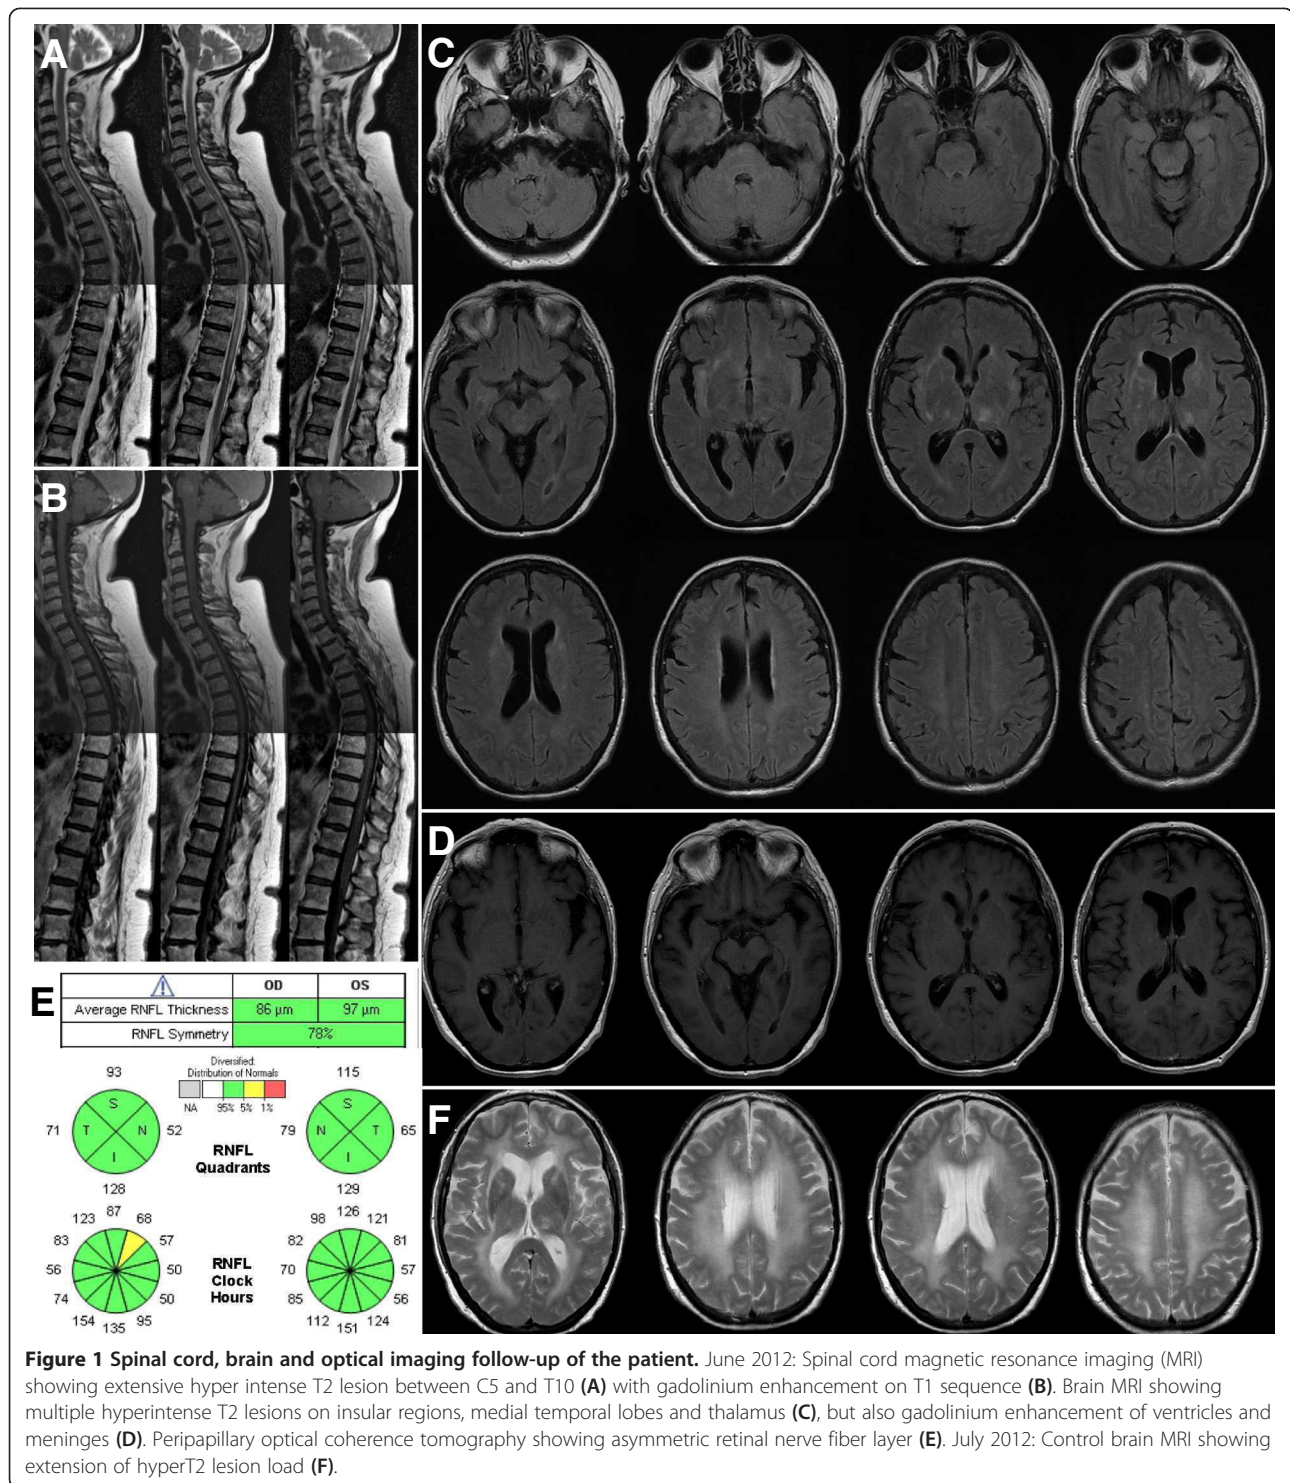 A
B
C
D
E
OD OS
Average RNFL Thickness 86 µm 97 µm
RNFL Symmetry 78%
Diversified:
Distribution of Normals
NA 95% 5% 1%
93
S
71 T N 52
I
128
115
S
79 N T 65
I
129
RNFL
Quadrants
87
123 68
83 57
56 50
74 50
154 95
135
RNFL
Clock
Hours
126
98 121
82 81
70 57
85 56
112 124
151
F
Figure 1 Spinal cord, brain and optical imaging follow-up of the patient. June 2012: Spinal cord magnetic resonance imaging (MRI)
showing extensive hyper intense T2 lesion between C5 and T10 (A) with gadolinium enhancement on T1 sequence (B). Brain MRI showing
multiple hyperintense T2 lesions on insular regions, medial temporal lobes and thalamus (C), but also gadolinium enhancement of ventricles and
meninges (D). Peripapillary optical coherence tomography showing asymmetric retinal nerve fiber layer (E). July 2012: Control brain MRI showing
extension of hyperT2 lesion load (F).